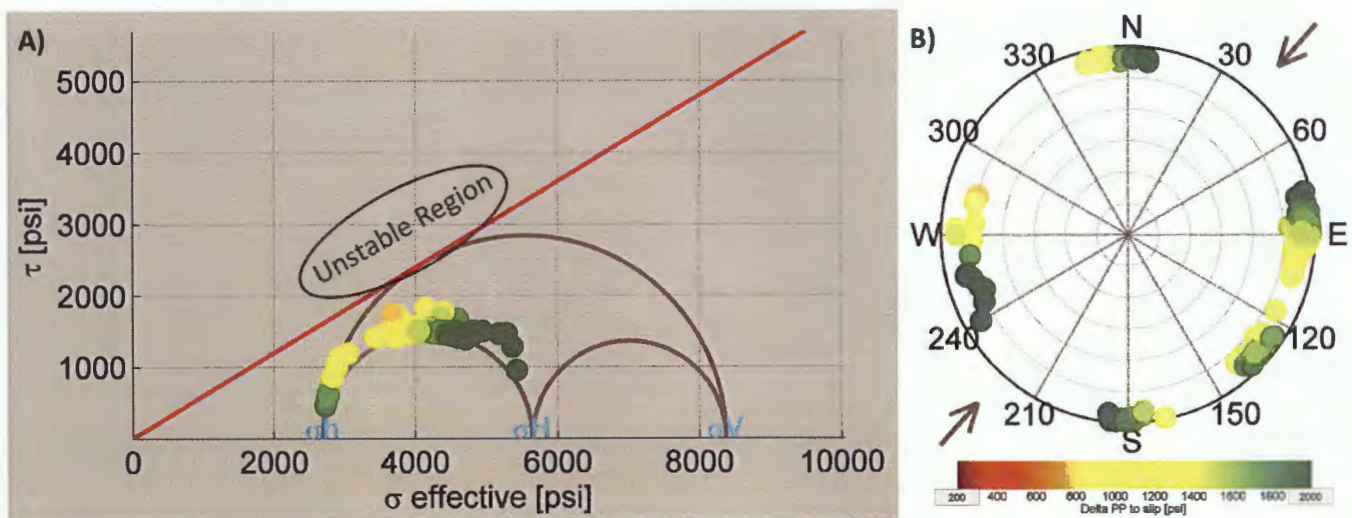 A)
5000
4000
3000
2000
1000
τ [psi]
Unstable Region
σh
σH
σV
0
2000
4000
6000
8000
10000
σ effective [psi]
B)
N
30
60
E
120
150
S
210
240
W
300
330
200 400 600 800 1000 1200 1400 1600 1800 2000
Delta PP to slip [psi]